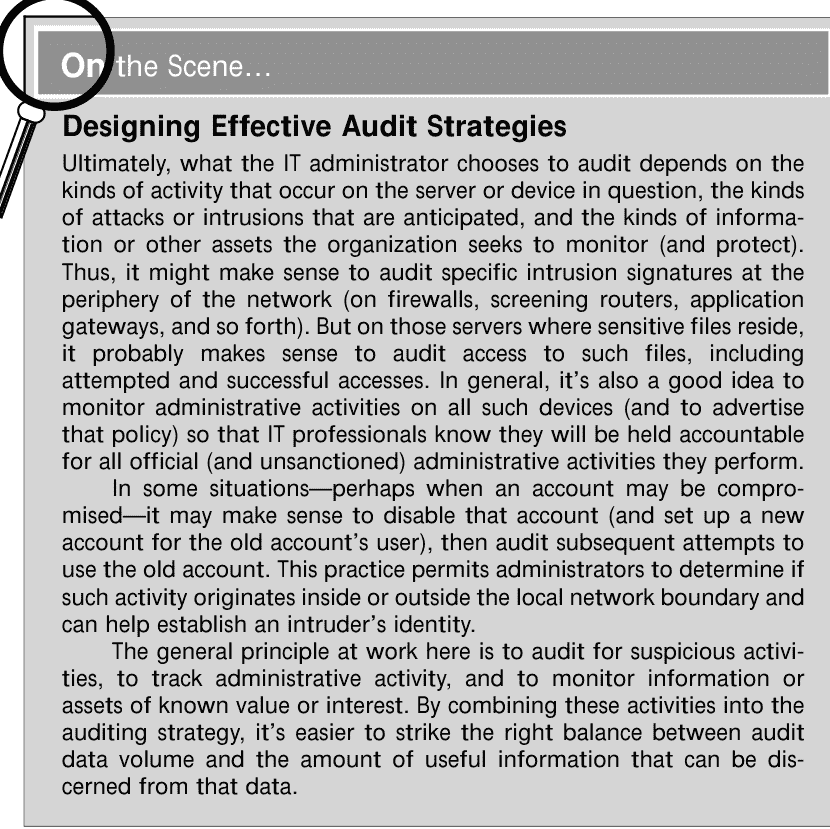 On the Scene…
Designing Effective Audit Strategies
Ultimately, what the IT administrator chooses to audit depends on the
kinds of activity that occur on the server or device in question, the kinds
of attacks or intrusions that are anticipated, and the kinds of informa-
tion or other assets the organization seeks to monitor (and protect).
Thus, it might make sense to audit specific intrusion signatures at the
periphery of the network (on firewalls, screening routers, application
gateways, and so forth). But on those servers where sensitive files reside,
it probably makes sense to audit access to such files, including
attempted and successful accesses. In general, it’s also a good idea to
monitor administrative activities on all such devices (and to advertise
that policy) so that IT professionals know they will be held accountable
for all official (and unsanctioned) administrative activities they perform.
In some situations—perhaps when an account may be compro-
mised—it may make sense to disable that account (and set up a new
account for the old account’s user), then audit subsequent attempts to
use the old account. This practice permits administrators to determine if
such activity originates inside or outside the local network boundary and
can help establish an intruder’s identity.
The general principle at work here is to audit for suspicious activi-
ties, to track administrative activity, and to monitor information or
assets of known value or interest. By combining these activities into the
auditing strategy, it’s easier to strike the right balance between audit
data volume and the amount of useful information that can be dis-
cerned from that data.